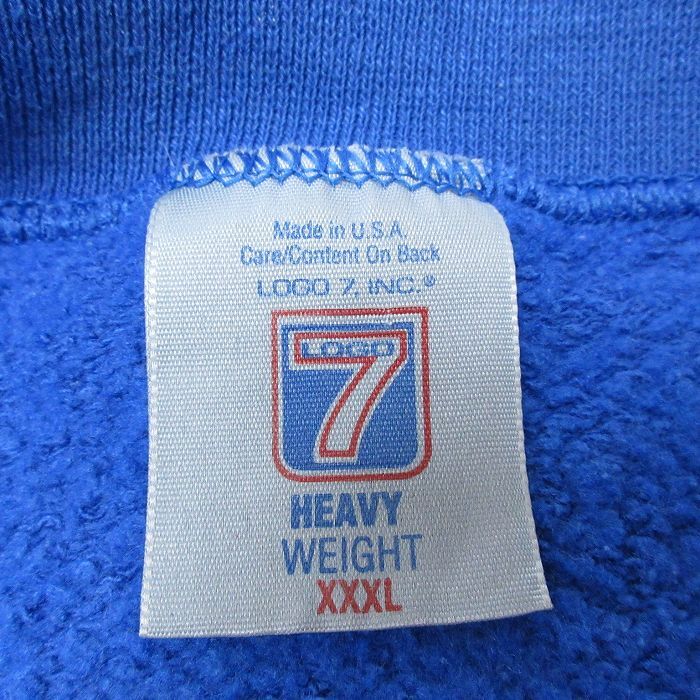 Made in U.S.A.
Care/Content On Back
LOGO 7, INC.®
LOGO
7
HEAVY
WEIGHT
XXXL